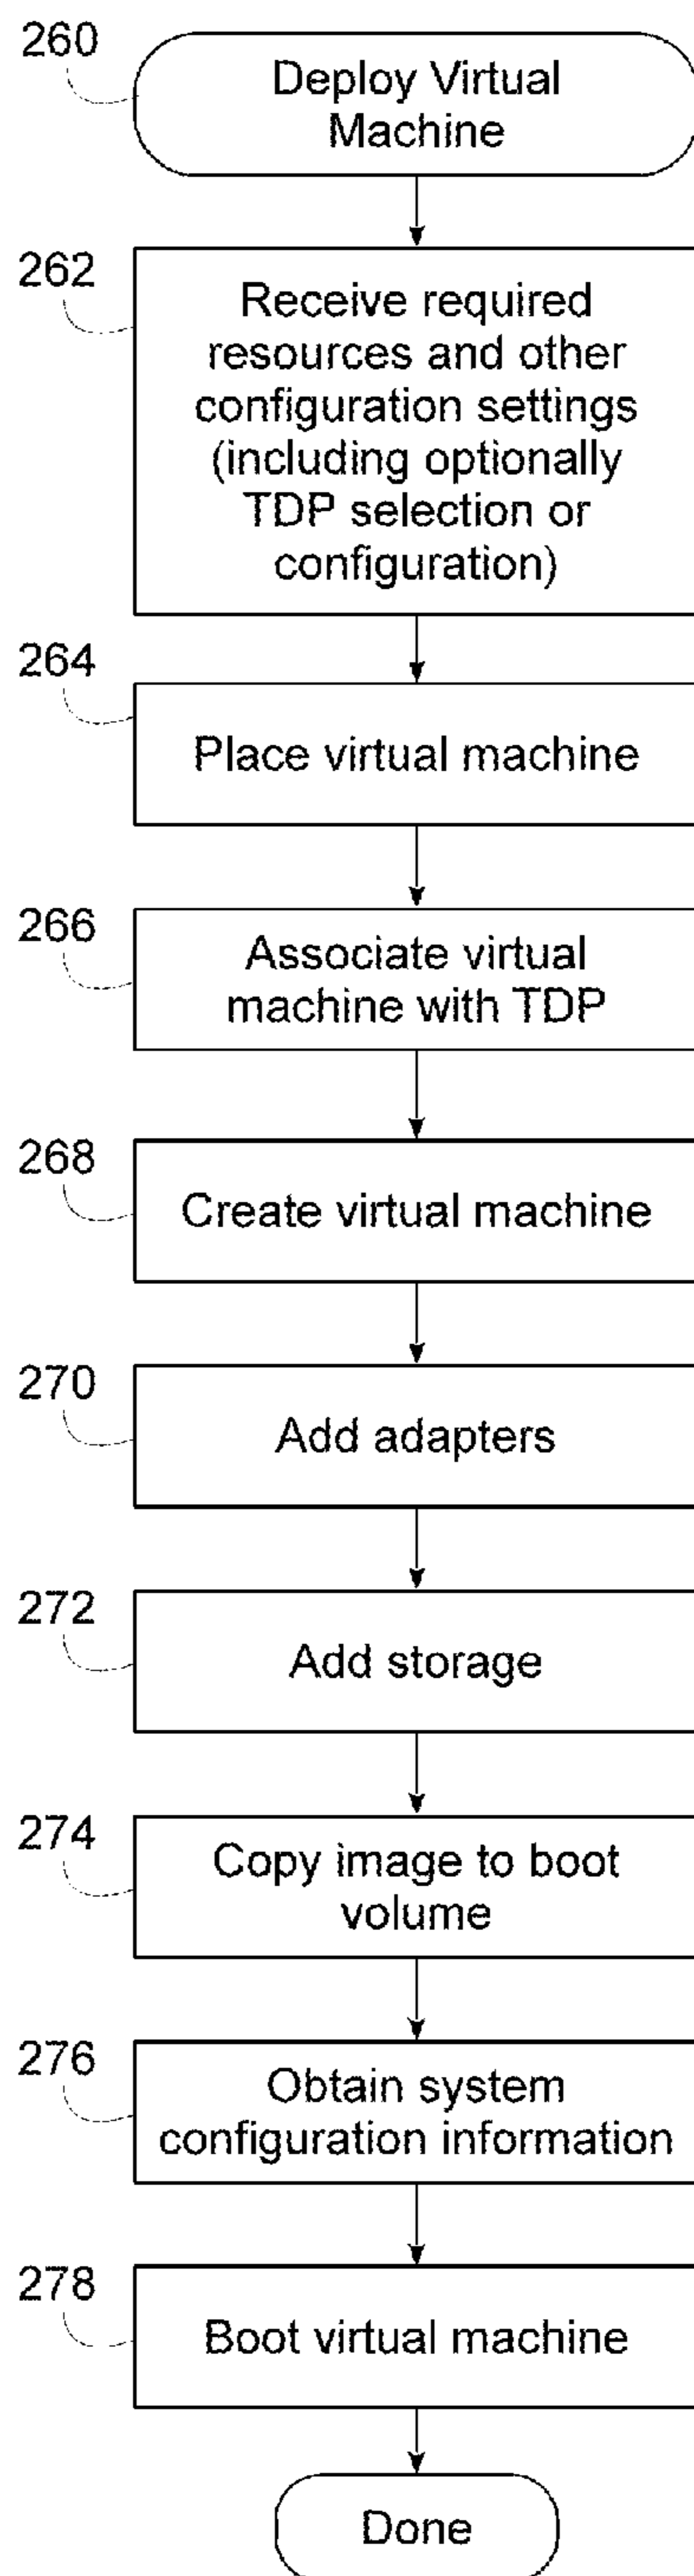 260
Deploy Virtual
Machine
262
Receive required
resources and other
configuration settings
(including optionally
TDP selection or
configuration)
264
Place virtual machine
266
Associate virtual
machine with TDP
268
Create virtual machine
270
Add adapters
272
Add storage
274
Copy image to boot
volume
276
Obtain system
configuration information
278
Boot virtual machine
Done